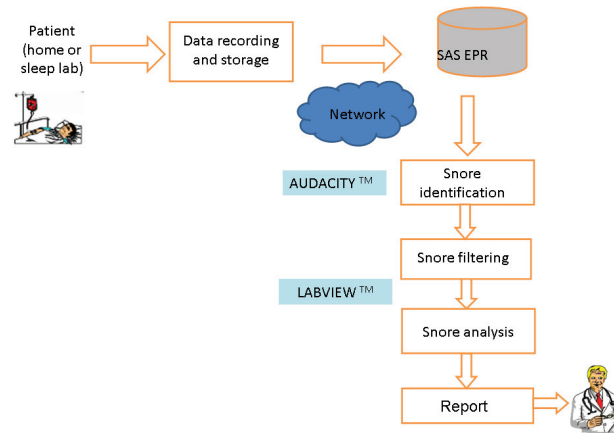 Patient
(home or
sleep lab)
Data recording
and storage
SAS EPR
Network
AUDACITY ™
Snore
identification
Snore filtering
LABVIEW ™
Snore analysis
Report